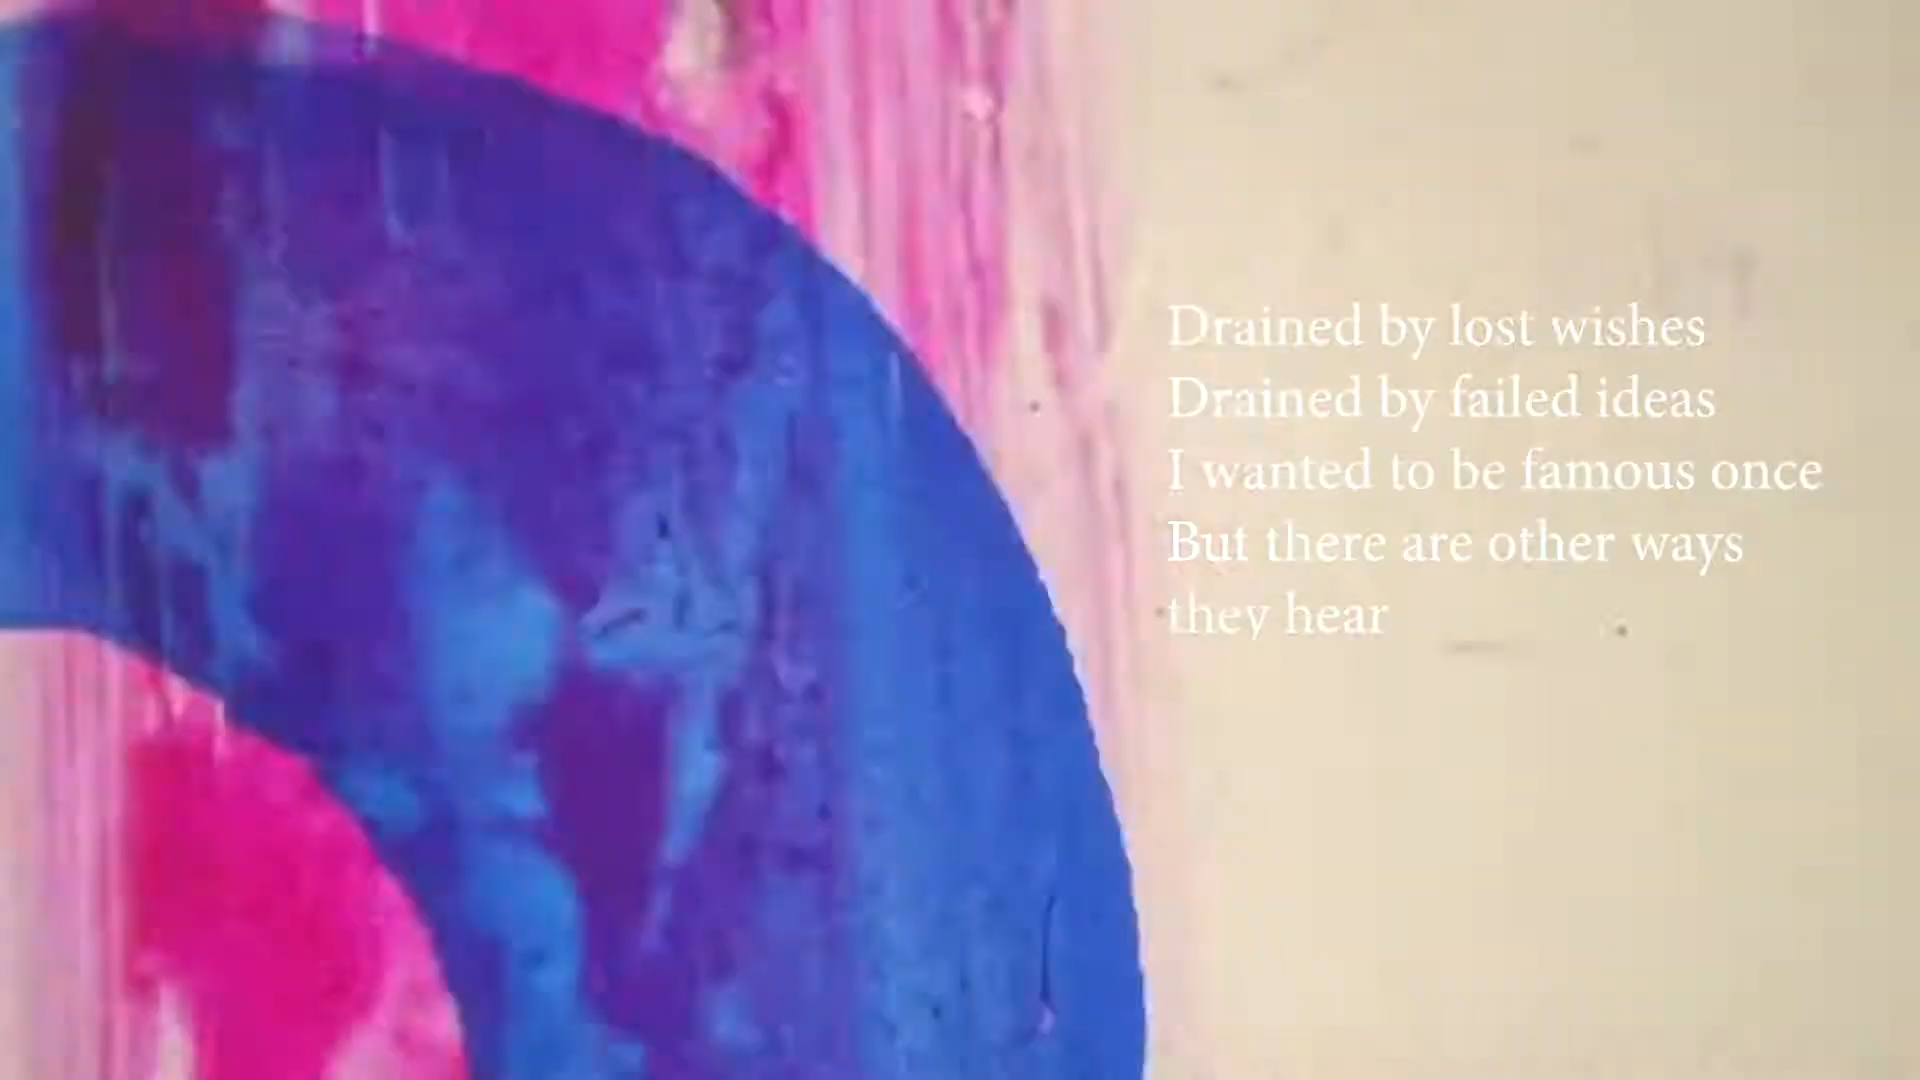 Drained by lost wishes
Drained by failed ideas
I wanted to be famous once
But there are other ways
they hear